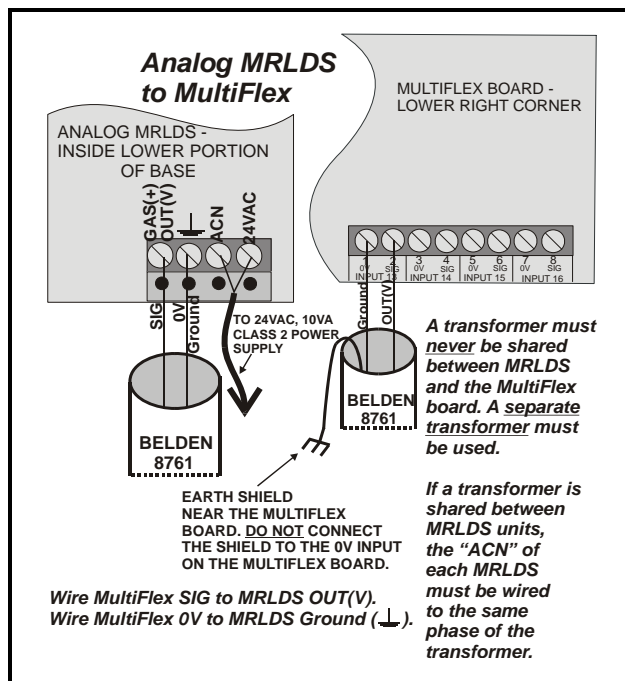 Analog MRLDS
to MultiFlex
ANALOG MRLDS -
INSIDE LOWER PORTION
OF BASE
GAS(+)
OUT(V)
ACN
24VAC
SIG
0V
Ground
TO 24VAC, 10VA
CLASS 2 POWER
SUPPLY
BELDEN
8761
MULTIFLEX BOARD -
LOWER RIGHT CORNER
1 2 3 4 5 6 7 8
0V SIG 0V SIG 0V SIG 0V SIG
INPUT 13 INPUT 14 INPUT 15 INPUT 16
Ground
OUT(V)
BELDEN
8761
EARTH SHIELD
NEAR THE MULTIFLEX
BOARD. DO NOT CONNECT
THE SHIELD TO THE 0V INPUT
ON THE MULTIFLEX BOARD.
A transformer must
never be shared
between MRLDS
and the MultiFlex
board. A separate
transformer must
be used.
If a transformer is
shared between
MRLDS units,
the “ACN” of
each MRLDS
must be wired
to the same
phase of the
transformer.
Wire MultiFlex SIG to MRLDS OUT(V).
Wire MultiFlex 0V to MRLDS Ground (⏚).